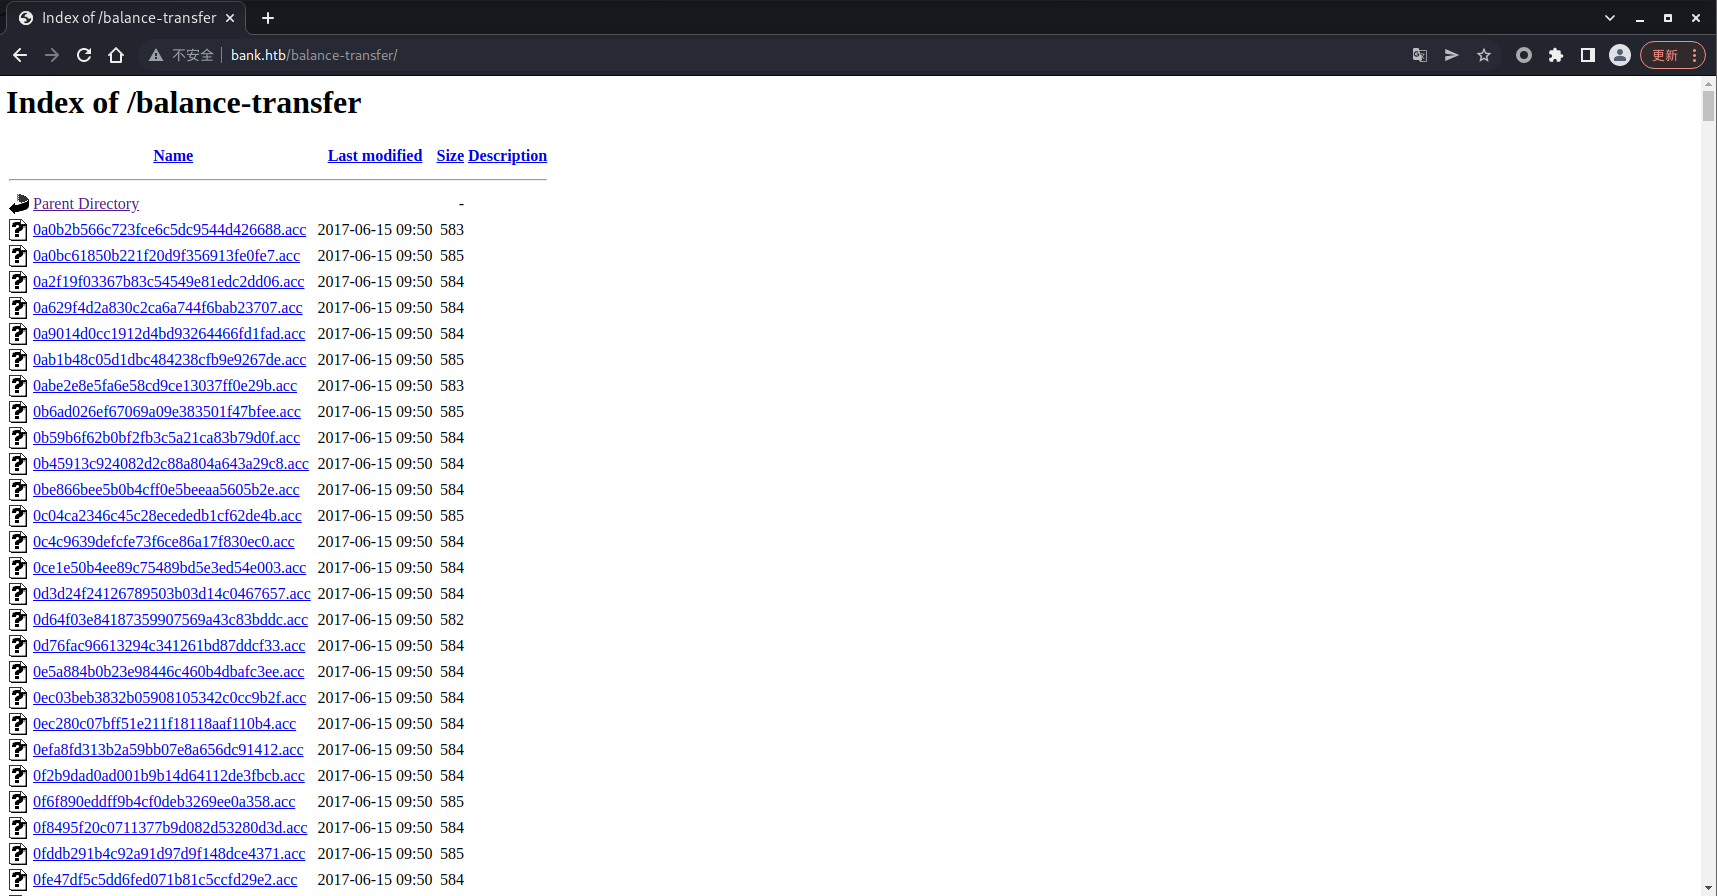 Index of /balance-transfer
不安全 bank.htb/balance-transfer/ 更新
Index of /balance-transfer
Name Last modified Size Description
Parent Directory -
0a0b2b566c723fce6c5dc9544d426688.acc 2017-06-15 09:50 583
0a0bc61850b221f20d9f356913fe0fe7.acc 2017-06-15 09:50 585
0a2f19f03367b83c54549e81edc2dd06.acc 2017-06-15 09:50 584
0a629f4d2a830c2ca6a744f6bab23707.acc 2017-06-15 09:50 584
0a9014d0cc1912d4bd93264466fd1fad.acc 2017-06-15 09:50 584
0ab1b48c05d1dbc484238cfb9e9267de.acc 2017-06-15 09:50 585
0abe2e8e5fa6e58cd9ce13037ff0e29b.acc 2017-06-15 09:50 583
0b6ad026ef67069a09e383501f47bfee.acc 2017-06-15 09:50 585
0b59b6f62b0bf2fb3c5a21ca83b79d0f.acc 2017-06-15 09:50 584
0b45913c924082d2c88a804a643a29c8.acc 2017-06-15 09:50 584
0be866bee5b0b4cff0e5beeaa5605b2e.acc 2017-06-15 09:50 584
0c04ca2346c45c28ecededb1cf62de4b.acc 2017-06-15 09:50 585
0c4c9639defcfe73f6ce86a17f830ec0.acc 2017-06-15 09:50 584
0ce1e50b4ee89c75489bd5e3ed54e003.acc 2017-06-15 09:50 584
0d3d24f24126789503b03d14c0467657.acc 2017-06-15 09:50 584
0d64f03e84187359907569a43c83bddc.acc 2017-06-15 09:50 582
0d76fac96613294c341261bd87ddcf33.acc 2017-06-15 09:50 584
0e5a884b0b23e98446c460b4dbafc3ee.acc 2017-06-15 09:50 584
0ec03beb3832b05908105342c0cc9b2f.acc 2017-06-15 09:50 584
0ec280c07bff51e211f18118aaf110b4.acc 2017-06-15 09:50 584
0efa8fd313b2a59bb07e8a656dc91412.acc 2017-06-15 09:50 584
0f2b9dad0ad001b9b14d64112de3fbcb.acc 2017-06-15 09:50 584
0f6f890eddff9b4cf0deb3269ee0a358.acc 2017-06-15 09:50 585
0f8495f20c0711377b9d082d53280d3d.acc 2017-06-15 09:50 584
0fddb291b4c92a91d97d9f148dce4371.acc 2017-06-15 09:50 585
0fe47df5c5dd6fed071b81c5ccfd29e2.acc 2017-06-15 09:50 584